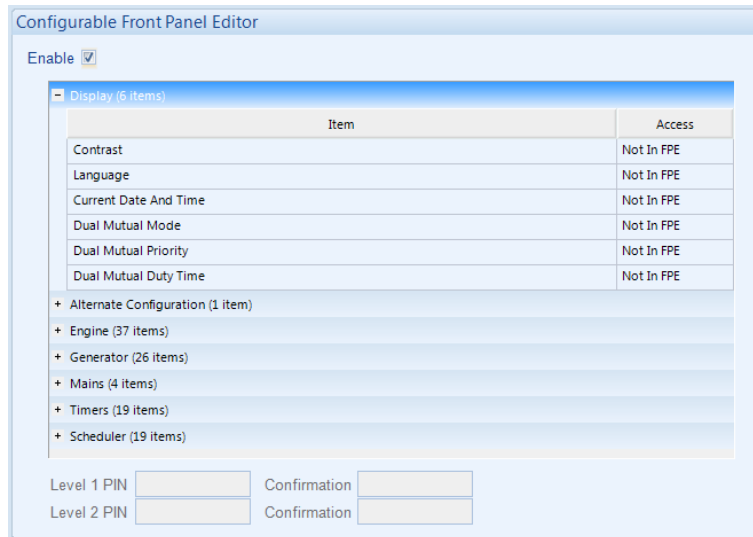 Configurable Front Panel Editor
Enable
Display (6 items)
Item Access
Contrast Not In FPE
Language Not In FPE
Current Date And Time Not In FPE
Dual Mutual Mode Not In FPE
Dual Mutual Priority Not In FPE
Dual Mutual Duty Time Not In FPE
Alternate Configuration (1 item)
Engine (37 items)
Generator (26 items)
Mains (4 items)
Timers (19 items)
Scheduler (19 items)
Level 1 PIN Confirmation
Level 2 PIN Confirmation